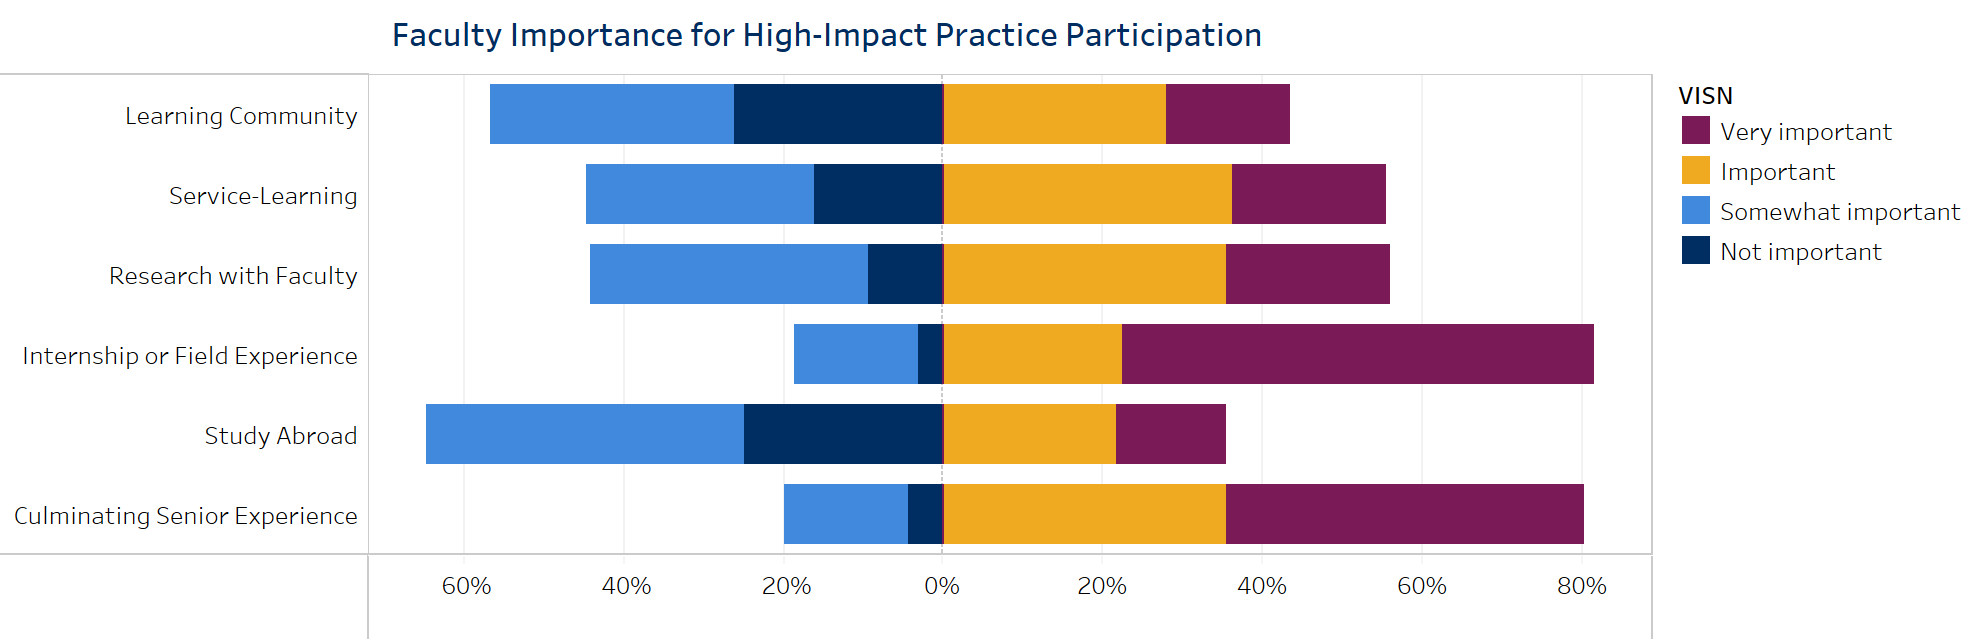 Faculty Importance for High-Impact Practice Participation
Learning Community
Service-Learning
Research with Faculty
Internship or Field Experience
Study Abroad
Culminating Senior Experience
60% 40% 20% 0% 20% 40% 60% 80%
VISN
Very important
Important
Somewhat important
Not important